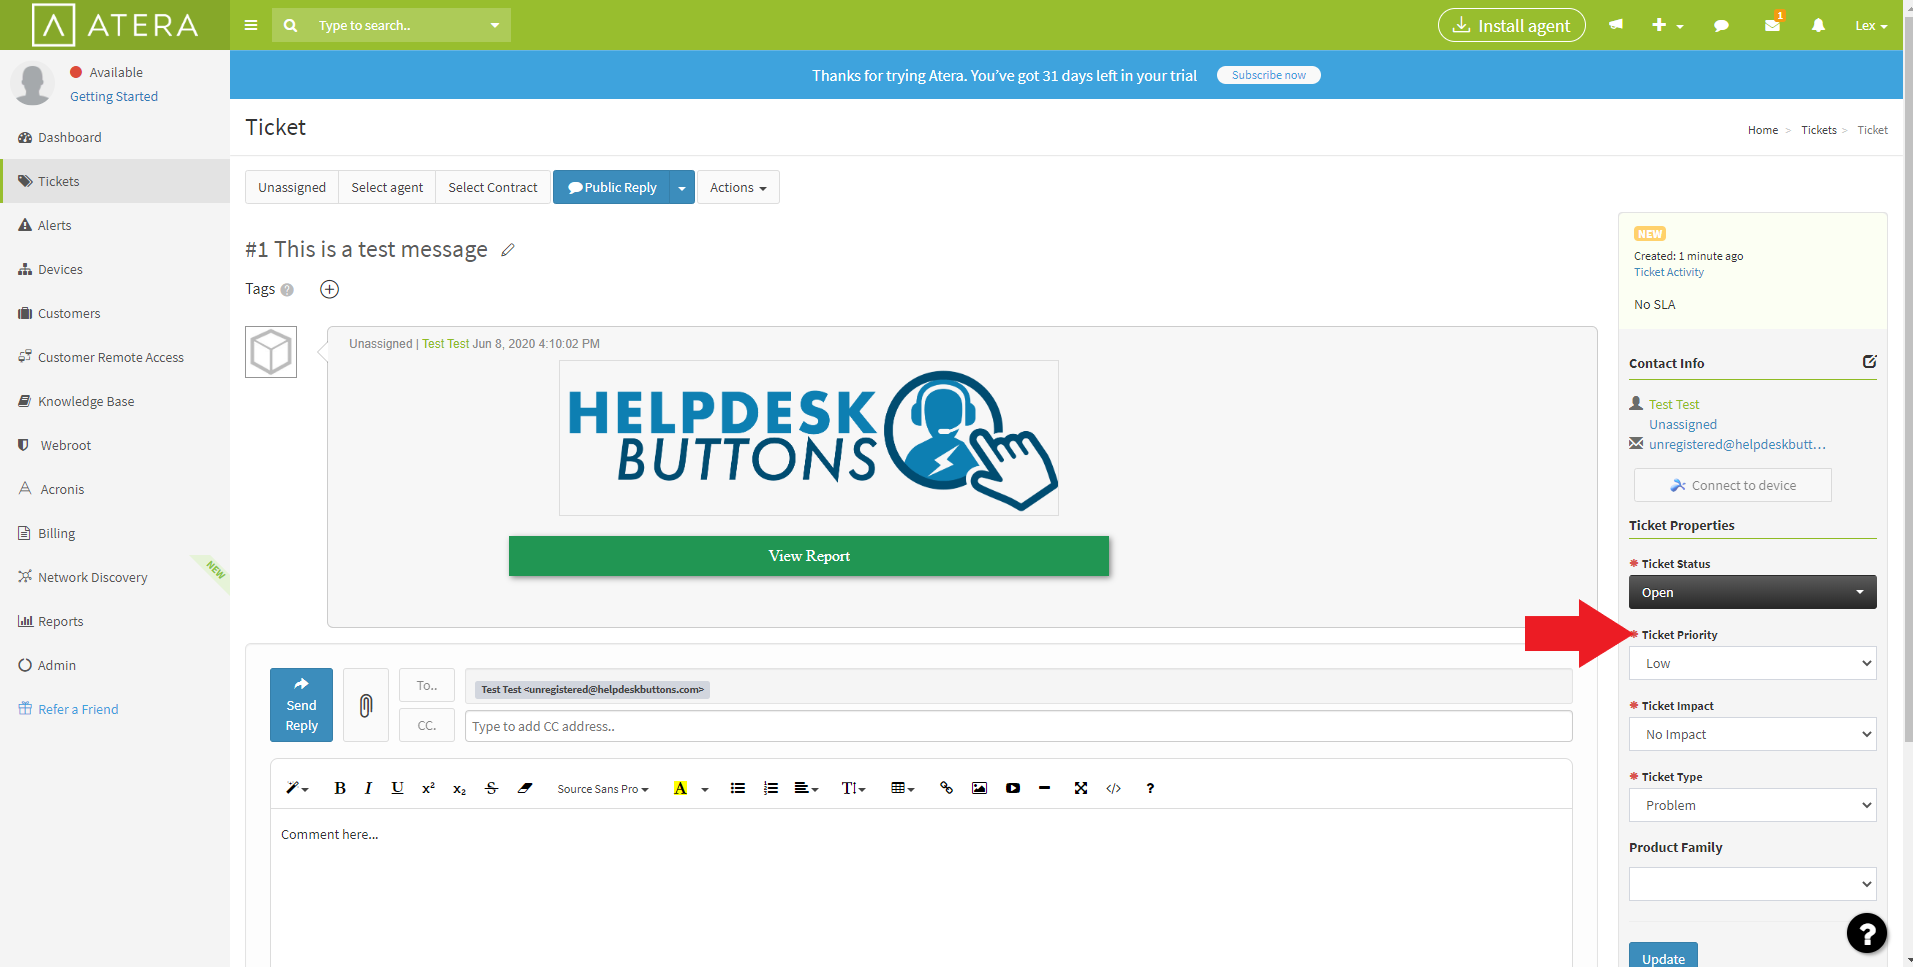 ATERA
Type to search..
Install agent
1
Lex
Available
Getting Started
Thanks for trying Atera. You've got 31 days left in your trial
Subscribe now
Dashboard
Tickets
Alerts
Devices
Customers
Customer Remote Access
Knowledge Base
Webroot
Acronis
Billing
Network Discovery
NEW
Reports
Admin
Refer a Friend
Ticket
Home > Tickets > Ticket
Unassigned Select agent Select Contract Public Reply Actions
#1 This is a test message
Tags ?
Unassigned | Test Test Jun 8, 2020 4:10:02 PM
HELPDESK
BUTTONS
View Report
Send
Reply
To..
Test Test <unregistered@helpdeskbuttons.com>
CC.
Type to add CC address..
B I U x² x₂ S Source Sans Pro A T </> ?
Comment here...
NEW
Created: 1 minute ago
Ticket Activity
No SLA
Contact Info
Test Test
Unassigned
unregistered@helpdeskbutt...
Connect to device
Ticket Properties
* Ticket Status
Open
* Ticket Priority
Low
* Ticket Impact
No Impact
* Ticket Type
Problem
Product Family
?
Update